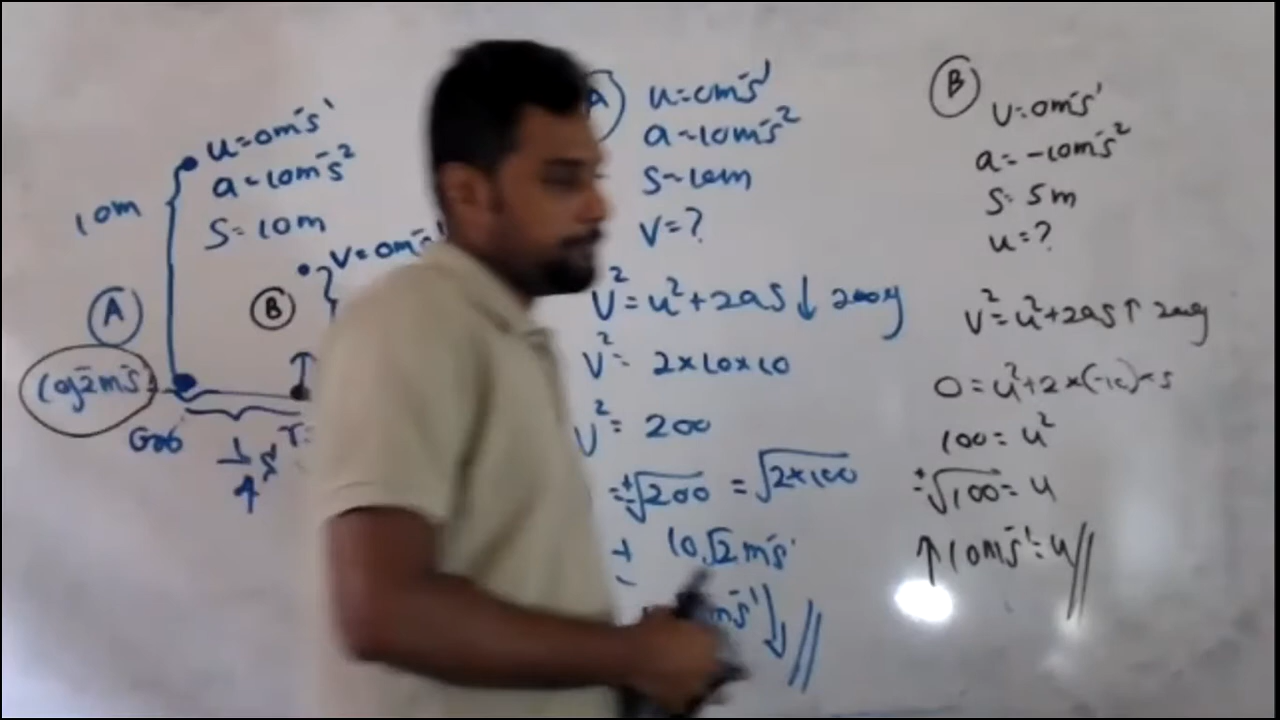 u=0ms⁻¹
a=10ms⁻²
S=10m
10m
V=0ms⁻¹
B
A
10√2ms⁻¹
1/4 s
A
u=0ms⁻¹
a=10ms⁻²
S=10m
V=?
V²=u²+2aS↓
V²= 2×10×10
V²= 200
=±√200 =√2×100
± 10√2ms⁻¹
ms⁻¹↓//
B
V=0ms⁻¹
a=-10ms⁻²
S=5m
u=?
V²=u²+2aS↑
0=u²+2×(-10)×5
100=u²
±√100=u
↑10ms⁻¹=u//